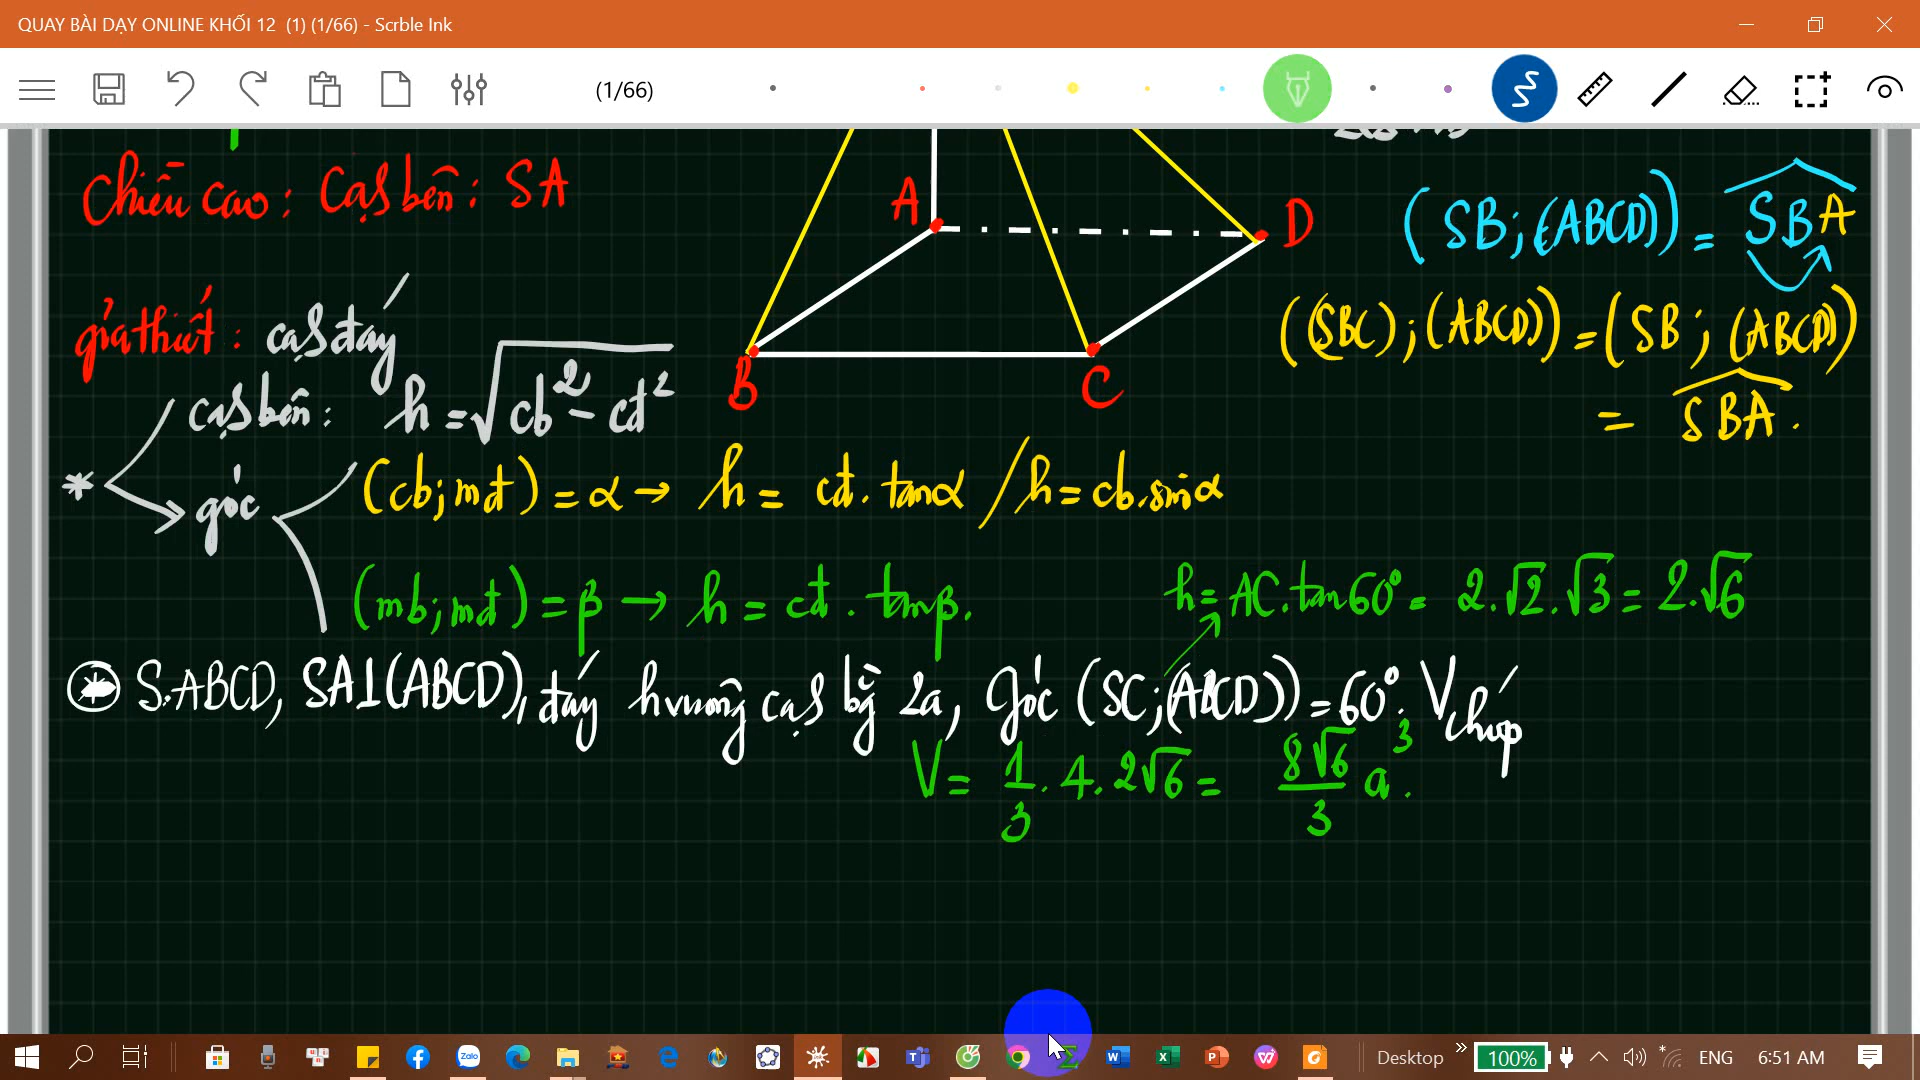 QUAY BÀI DẠY ONLINE KHỐI 12 (1) (1/66) - Scrble Ink
(1/66)
Chiều cao: Cạnh bên: SA
A
D
B
C
(SB; (ABCD)) = SBA
((SBC); (ABCD)) = (SB; (ABCD))
= SBA.
giả thiết: cạnh đáy
* cạnh bên: h = √(cb² - cđ²)
góc
(cb; mđ) = α → h = cđ. tanα / h = cb. sinα
(mb; mđ) = β → h = cđ. tanβ.
h = AC. tan60° = 2.√2.√3 = 2.√6
S.ABCD, SA⊥(ABCD), đáy hvuông cạnh bg 2a, góc (SC; (ABCD)) = 60°. V chóp
V = 1/3 . 4. 2√6 = 8√6/3 a³.
Zalo
Desktop
100%
ENG
6:51 AM